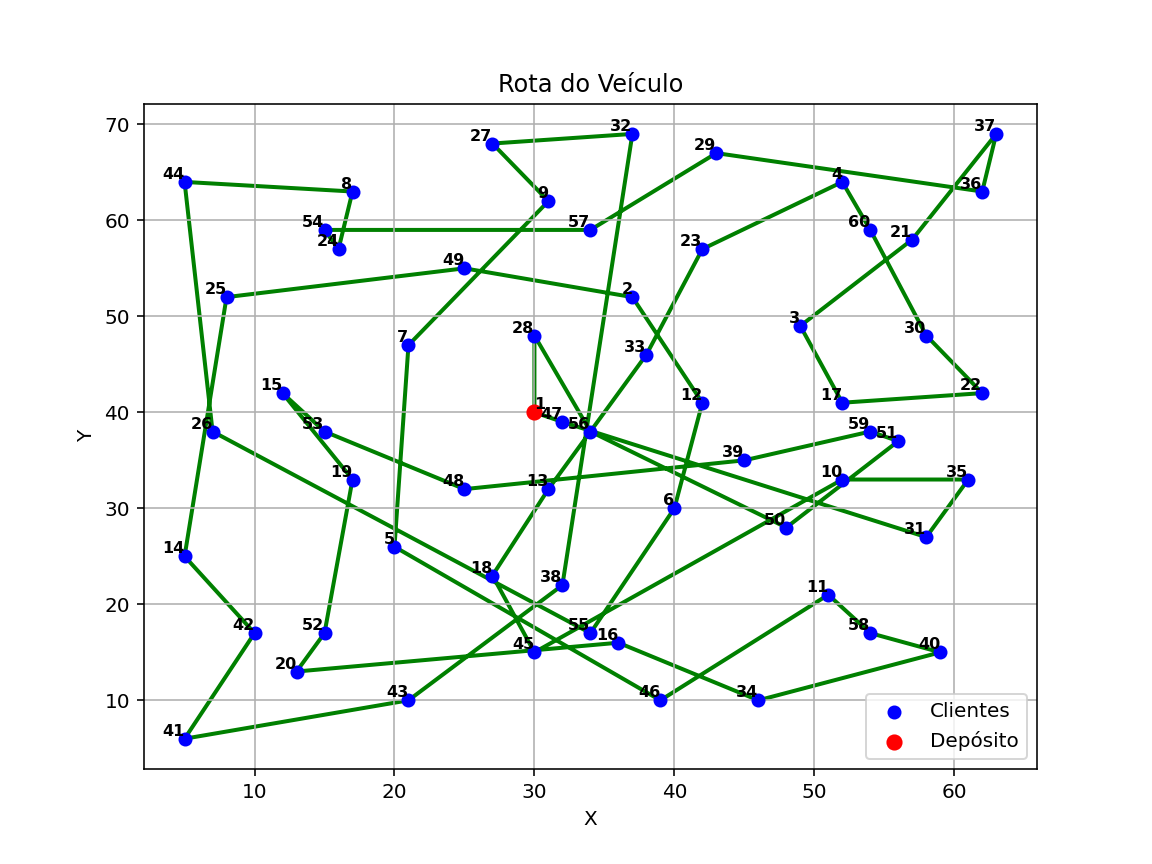 Rota do Veículo
70
60
50
40
30
20
10
Y
10 20 30 40 50 60
X
27 32 29 37
44 8 4 36
54 24 9 57 60 21
23
49
25 2
28 3 30
7 33
15 12 17 22
1
47
26 53 56 59 51
39
19 48 13 10 35
6 50 31
14 5
18 38
11
42 52 55 16 58
45 40
20
43 46 34
41
Clientes
Depósito